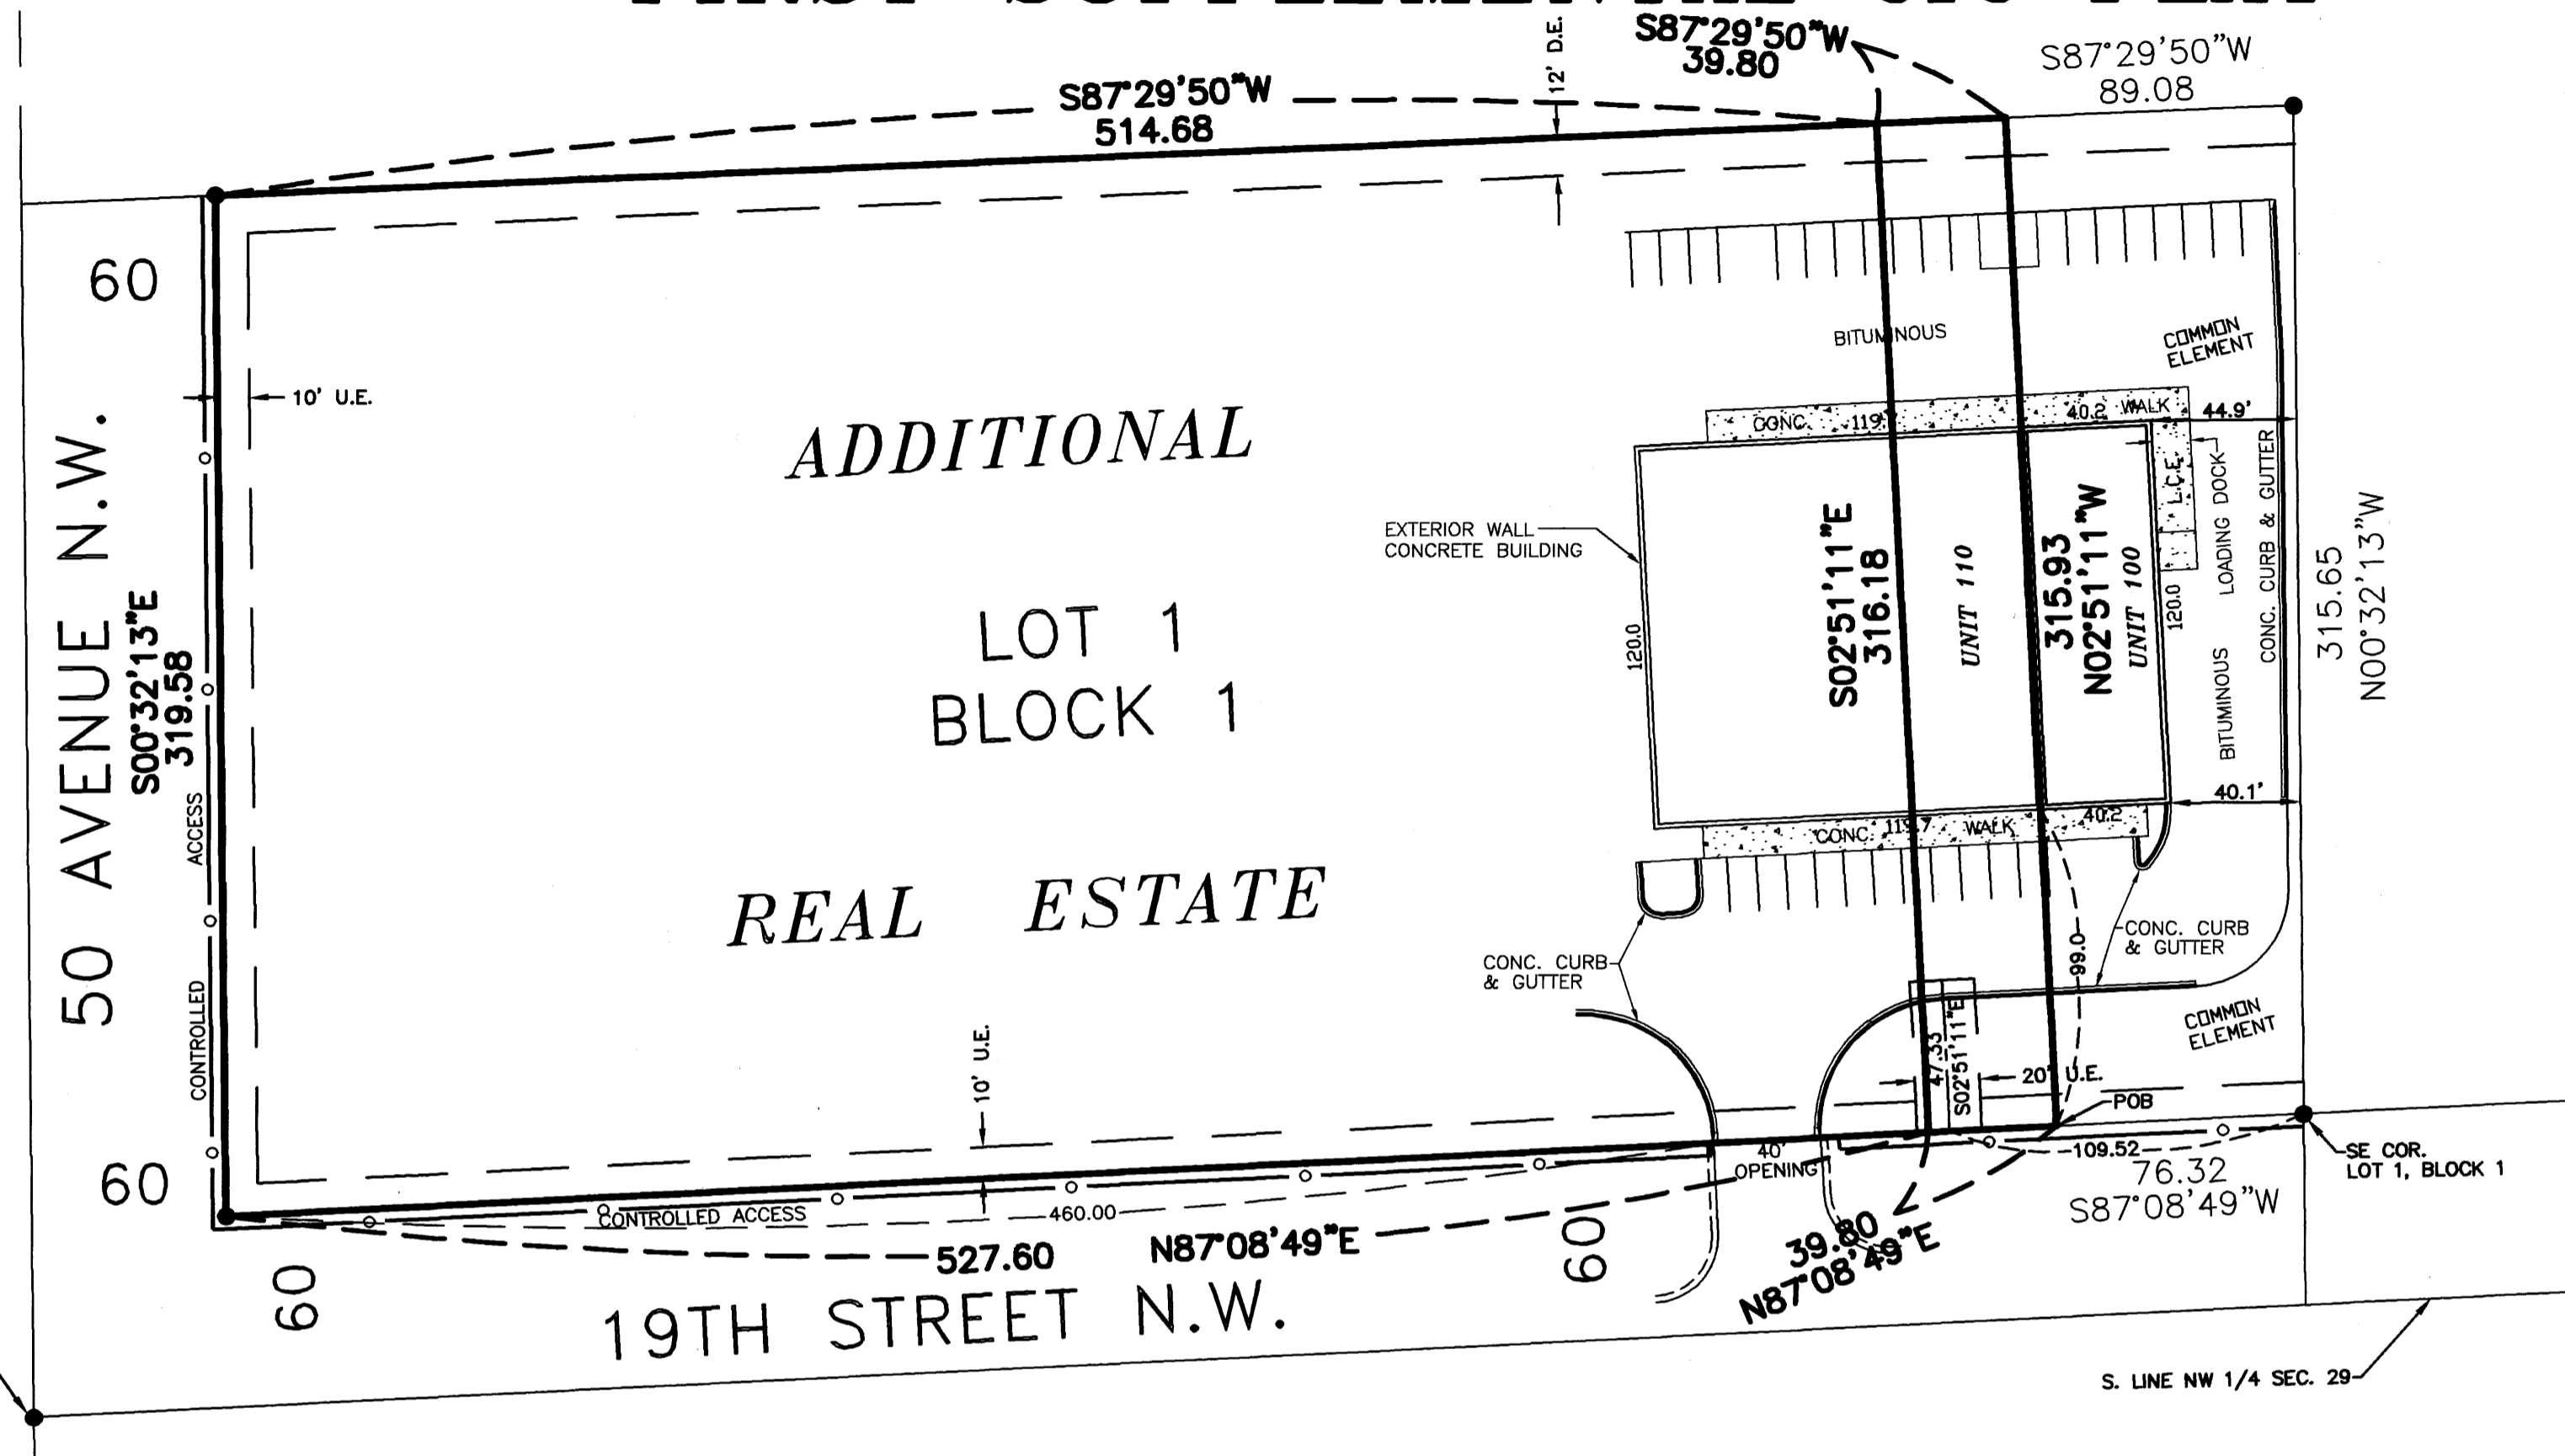 S87°29'50"W
39.80
S87°29'50"W
89.08
12' D.E.
S87°29'50"W
514.68
60
10' U.E.
50 AVENUE N.W.
S00°32'13"E
319.58
CONTROLLED ACCESS
ADDITIONAL
LOT 1
BLOCK 1
REAL ESTATE
BITUMINOUS
COMMON
ELEMENT
CONC.
40.2
WALK
44.9'
EXTERIOR WALL
CONCRETE BUILDING
120.0
S02°51'11"E
316.18
UNIT 110
315.93
N02°51'11"W
UNIT 100
L.C.E.
120.0
LOADING DOCK
BITUMINOUS
CONC. CURB & GUTTER
315.65
N00°32'13"W
40.1'
CONC.
119.7
WALK
40.2
CONC. CURB
& GUTTER
CONC. CURB
& GUTTER
99.0
COMMON
ELEMENT
10' U.E.
47.33
S02°51'11"E
20' U.E.
POB
60
40'
OPENING
109.52
76.32
S87°08'49"W
SE COR.
LOT 1, BLOCK 1
CONTROLLED ACCESS
460.00
527.60
N87°08'49"E
39.80
N87°08'49"E
60
60
19TH STREET N.W.
S. LINE NW 1/4 SEC. 29